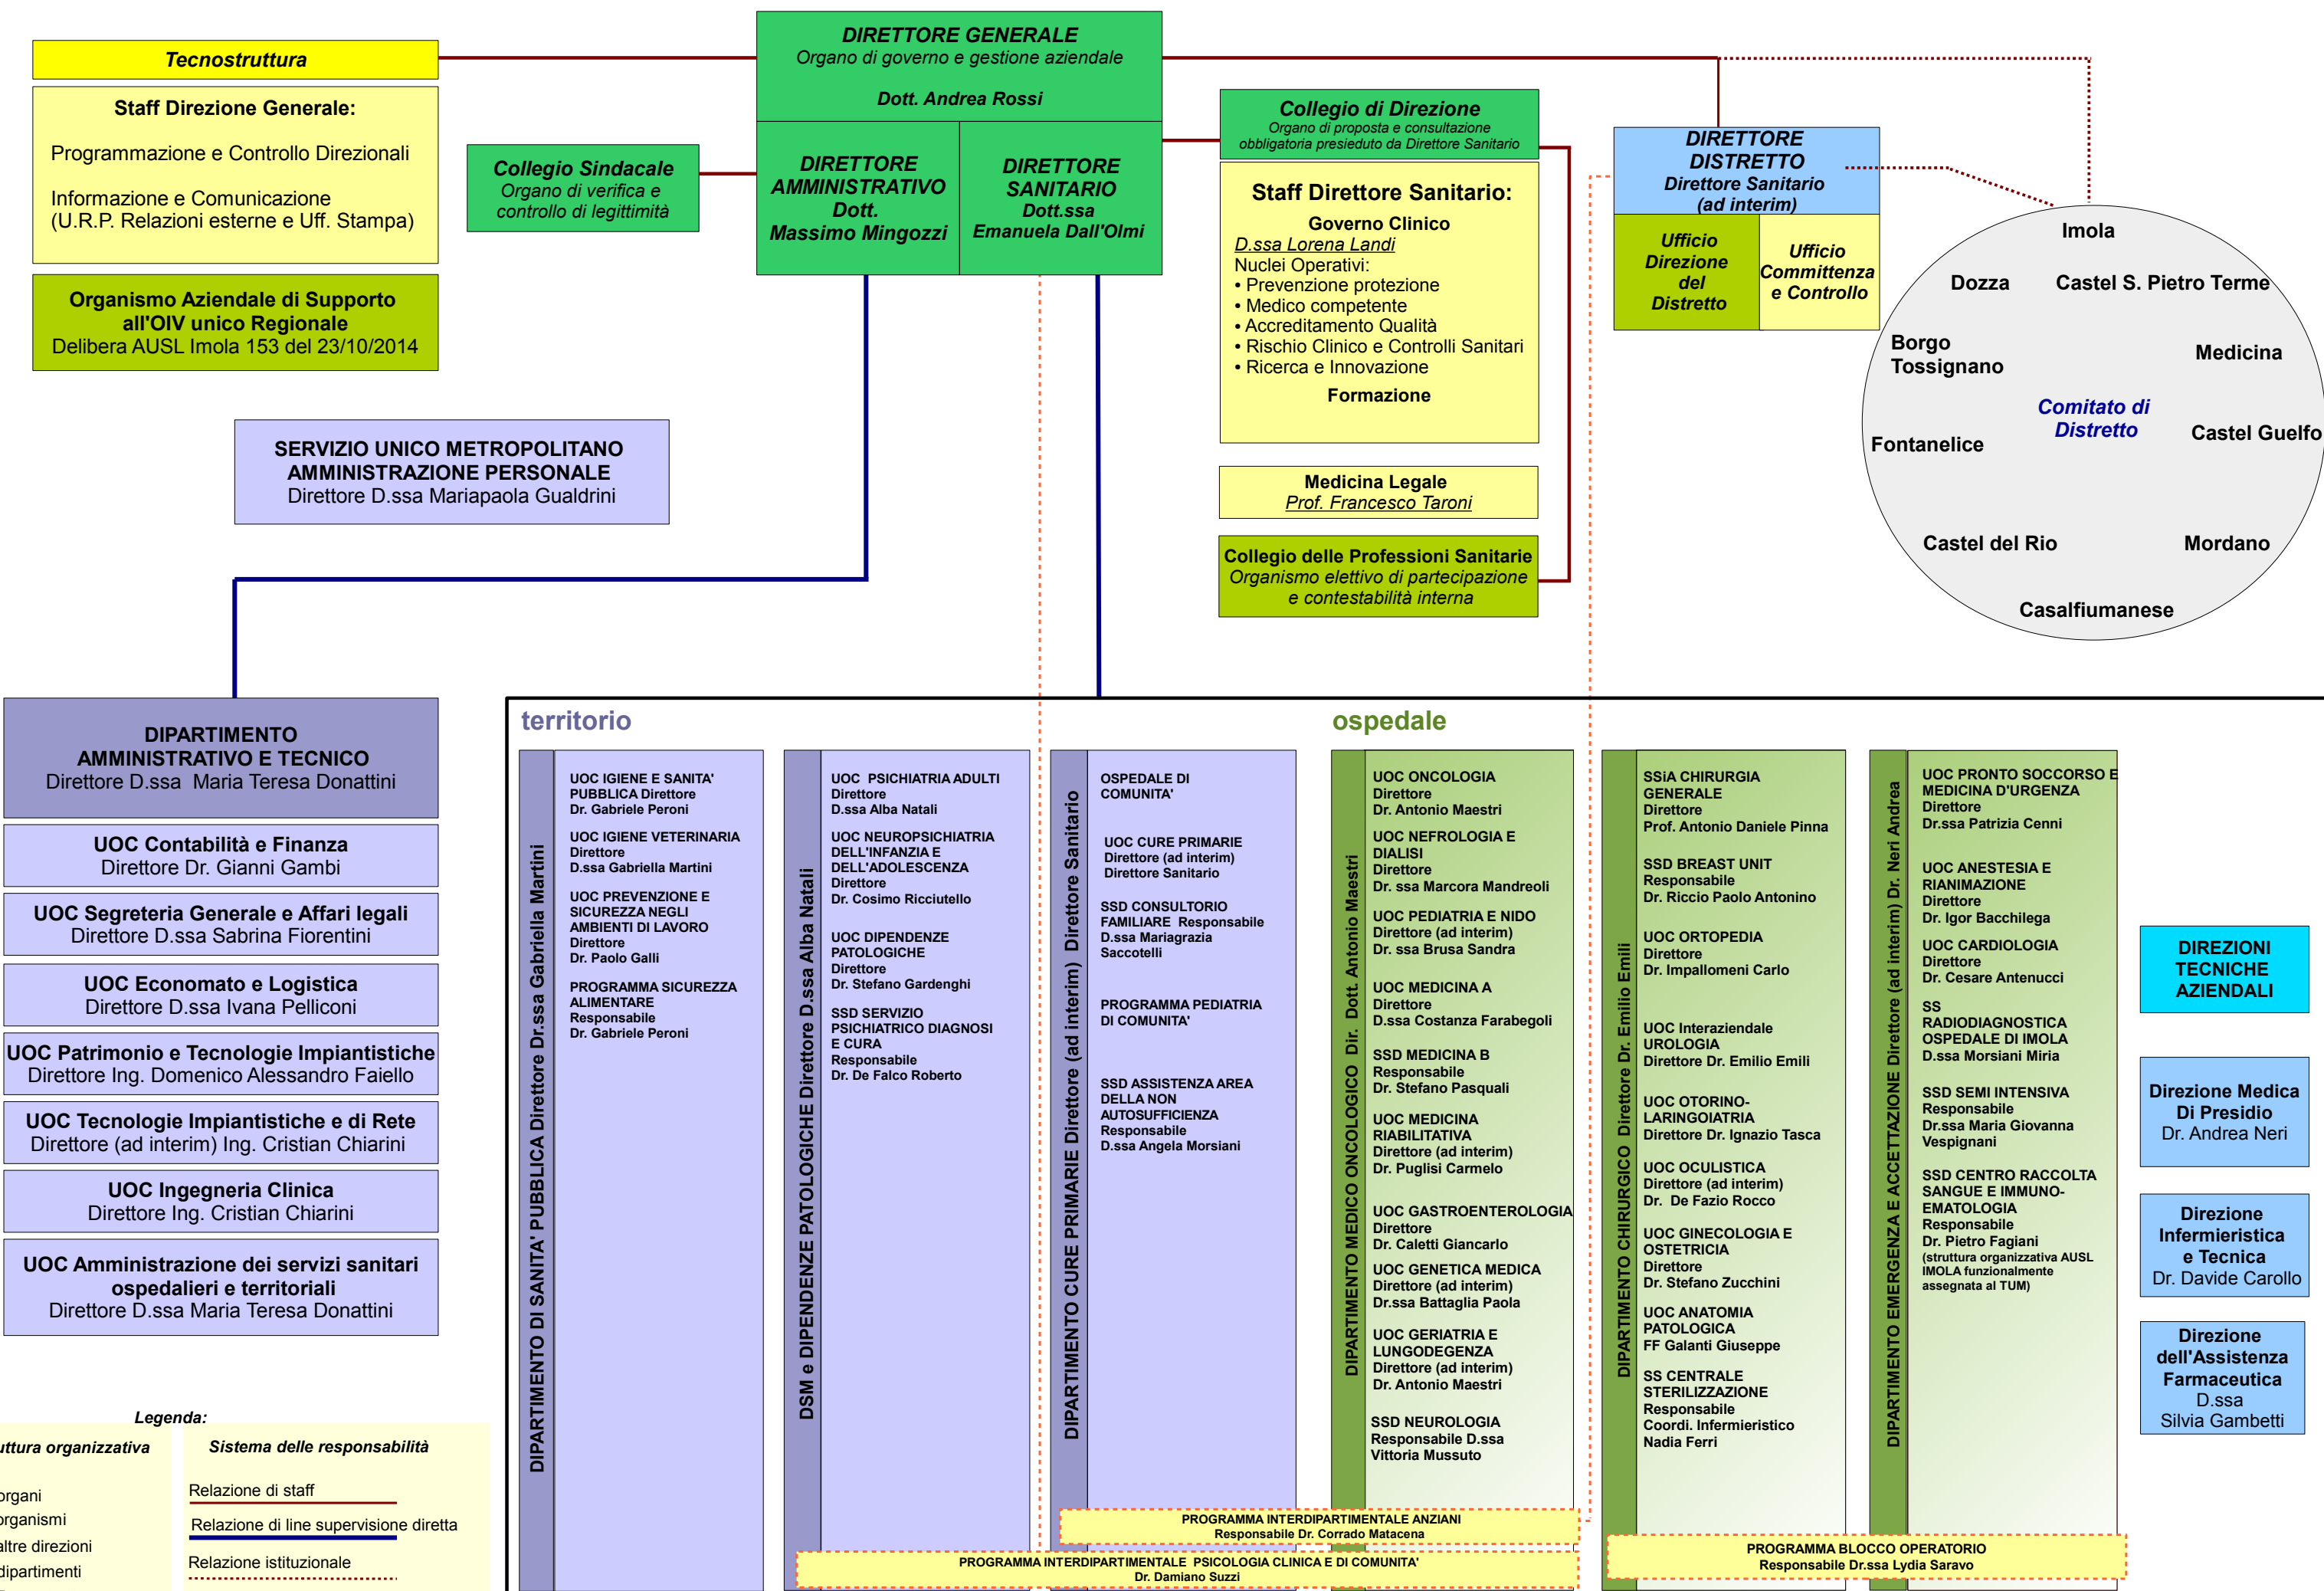 Tecnostruttura
Staff Direzione Generale:
Programmazione e Controllo Direzionali
Informazione e Comunicazione
(U.R.P. Relazioni esterne e Uff. Stampa)
Organismo Aziendale di Supporto
all'OIV unico Regionale
Delibera AUSL Imola 153 del 23/10/2014
DIRETTORE GENERALE
Organo di governo e gestione aziendale
Dott. Andrea Rossi
Collegio Sindacale
Organo di verifica e
controllo di legittimità
DIRETTORE
AMMINISTRATIVO
Dott.
Massimo Mingozzi
DIRETTORE
SANITARIO
Dott.ssa
Emanuela Dall'Olmi
Collegio di Direzione
Organo di proposta e consultazione
obbligatoria presieduto da Direttore Sanitario
Staff Direttore Sanitario:
Governo Clinico
D.ssa Lorena Landi
Nuclei Operativi:
• Prevenzione protezione
• Medico competente
• Accreditamento Qualità
• Rischio Clinico e Controlli Sanitari
• Ricerca e Innovazione
Formazione
Medicina Legale
Prof. Francesco Taroni
Collegio delle Professioni Sanitarie
Organismo elettivo di partecipazione
e contestabilità interna
DIRETTORE
DISTRETTO
Direttore Sanitario
(ad interim)
Ufficio
Direzione
del
Distretto
Ufficio
Committenza
e Controllo
Imola
Dozza
Castel S. Pietro Terme
Borgo
Tossignano
Medicina
Comitato di
Distretto
Fontanelice
Castel Guelfo
Castel del Rio
Mordano
Casalfiumanese
SERVIZIO UNICO METROPOLITANO
AMMINISTRAZIONE PERSONALE
Direttore D.ssa Mariapaola Gualdrini
DIPARTIMENTO
AMMINISTRATIVO E TECNICO
Direttore D.ssa Maria Teresa Donattini
UOC Contabilità e Finanza
Direttore Dr. Gianni Gambi
UOC Segreteria Generale e Affari legali
Direttore D.ssa Sabrina Fiorentini
UOC Economato e Logistica
Direttore D.ssa Ivana Pelliconi
UOC Patrimonio e Tecnologie Impiantistiche
Direttore Ing. Domenico Alessandro Faiello
UOC Tecnologie Impiantistiche e di Rete
Direttore (ad interim) Ing. Cristian Chiarini
UOC Ingegneria Clinica
Direttore Ing. Cristian Chiarini
UOC Amministrazione dei servizi sanitari
ospedalieri e territoriali
Direttore D.ssa Maria Teresa Donattini
Legenda:
uttura organizzativa
organi
organismi
altre direzioni
dipartimenti
Sistema delle responsabilità
Relazione di staff
Relazione di line supervisione diretta
Relazione istituzionale
territorio
DIPARTIMENTO DI SANITA' PUBBLICA Direttore Dr.ssa Gabriella Martini
UOC IGIENE E SANITA'
PUBBLICA Direttore
Dr. Gabriele Peroni
UOC IGIENE VETERINARIA
Direttore
D.ssa Gabriella Martini
UOC PREVENZIONE E
SICUREZZA NEGLI
AMBIENTI DI LAVORO
Direttore
Dr. Paolo Galli
PROGRAMMA SICUREZZA
ALIMENTARE
Responsabile
Dr. Gabriele Peroni
DSM e DIPENDENZE PATOLOGICHE Direttore D.ssa Alba Natali
UOC PSICHIATRIA ADULTI
Direttore
D.ssa Alba Natali
UOC NEUROPSICHIATRIA
DELL'INFANZIA E
DELL'ADOLESCENZA
Direttore
Dr. Cosimo Ricciutello
UOC DIPENDENZE
PATOLOGICHE
Direttore
Dr. Stefano Gardenghi
SSD SERVIZIO
PSICHIATRICO DIAGNOSI
E CURA
Responsabile
Dr. De Falco Roberto
DIPARTIMENTO CURE PRIMARIE Direttore (ad interim) Direttore Sanitario
OSPEDALE DI
COMUNITA'
UOC CURE PRIMARIE
Direttore (ad interim)
Direttore Sanitario
SSD CONSULTORIO
FAMILIARE Responsabile
D.ssa Mariagrazia
Saccotelli
PROGRAMMA PEDIATRIA
DI COMUNITA'
SSD ASSISTENZA AREA
DELLA NON
AUTOSUFFICIENZA
Responsabile
D.ssa Angela Morsiani
ospedale
DIPARTIMENTO MEDICO ONCOLOGICO Dir. Dott. Antonio Maestri
UOC ONCOLOGIA
Direttore
Dr. Antonio Maestri
UOC NEFROLOGIA E
DIALISI
Direttore
Dr. ssa Marcora Mandreoli
UOC PEDIATRIA E NIDO
Direttore (ad interim)
Dr. ssa Brusa Sandra
UOC MEDICINA A
Direttore
D.ssa Costanza Farabegoli
SSD MEDICINA B
Responsabile
Dr. Stefano Pasquali
UOC MEDICINA
RIABILITATIVA
Direttore (ad interim)
Dr. Puglisi Carmelo
UOC GASTROENTEROLOGIA
Direttore
Dr. Caletti Giancarlo
UOC GENETICA MEDICA
Direttore (ad interim)
Dr.ssa Battaglia Paola
UOC GERIATRIA E
LUNGODEGENZA
Direttore (ad interim)
Dr. Antonio Maestri
SSD NEUROLOGIA
Responsabile D.ssa
Vittoria Mussuto
DIPARTIMENTO CHIRURGICO Direttore Dr. Emilio Emili
SSiA CHIRURGIA
GENERALE
Direttore
Prof. Antonio Daniele Pinna
SSD BREAST UNIT
Responsabile
Dr. Riccio Paolo Antonino
UOC ORTOPEDIA
Direttore
Dr. Impallomeni Carlo
UOC Interaziendale
UROLOGIA
Direttore Dr. Emilio Emili
UOC OTORINO-
LARINGOIATRIA
Direttore Dr. Ignazio Tasca
UOC OCULISTICA
Direttore (ad interim)
Dr. De Fazio Rocco
UOC GINECOLOGIA E
OSTETRICIA
Direttore
Dr. Stefano Zucchini
UOC ANATOMIA
PATOLOGICA
FF Galanti Giuseppe
SS CENTRALE
STERILIZZAZIONE
Responsabile
Coordi. Infermieristico
Nadia Ferri
DIPARTIMENTO EMERGENZA E ACCETTAZIONE Direttore (ad interim) Dr. Neri Andrea
UOC PRONTO SOCCORSO E
MEDICINA D'URGENZA
Direttore
Dr.ssa Patrizia Cenni
UOC ANESTESIA E
RIANIMAZIONE
Direttore
Dr. Igor Bacchilega
UOC CARDIOLOGIA
Direttore
Dr. Cesare Antenucci
SS
RADIODIAGNOSTICA
OSPEDALE DI IMOLA
D.ssa Morsiani Miria
SSD SEMI INTENSIVA
Responsabile
Dr.ssa Maria Giovanna
Vespignani
SSD CENTRO RACCOLTA
SANGUE E IMMUNO-
EMATOLOGIA
Responsabile
Dr. Pietro Fagiani
(struttura organizzativa AUSL
IMOLA funzionalmente
assegnata al TUM)
DIREZIONI
TECNICHE
AZIENDALI
Direzione Medica
Di Presidio
Dr. Andrea Neri
Direzione
Infermieristica
e Tecnica
Dr. Davide Carollo
Direzione
dell'Assistenza
Farmaceutica
D.ssa
Silvia Gambetti
PROGRAMMA INTERDIPARTIMENTALE ANZIANI
Responsabile Dr. Corrado Matacena
PROGRAMMA INTERDIPARTIMENTALE PSICOLOGIA CLINICA E DI COMUNITA'
Dr. Damiano Suzzi
PROGRAMMA BLOCCO OPERATORIO
Responsabile Dr.ssa Lydia Saravo